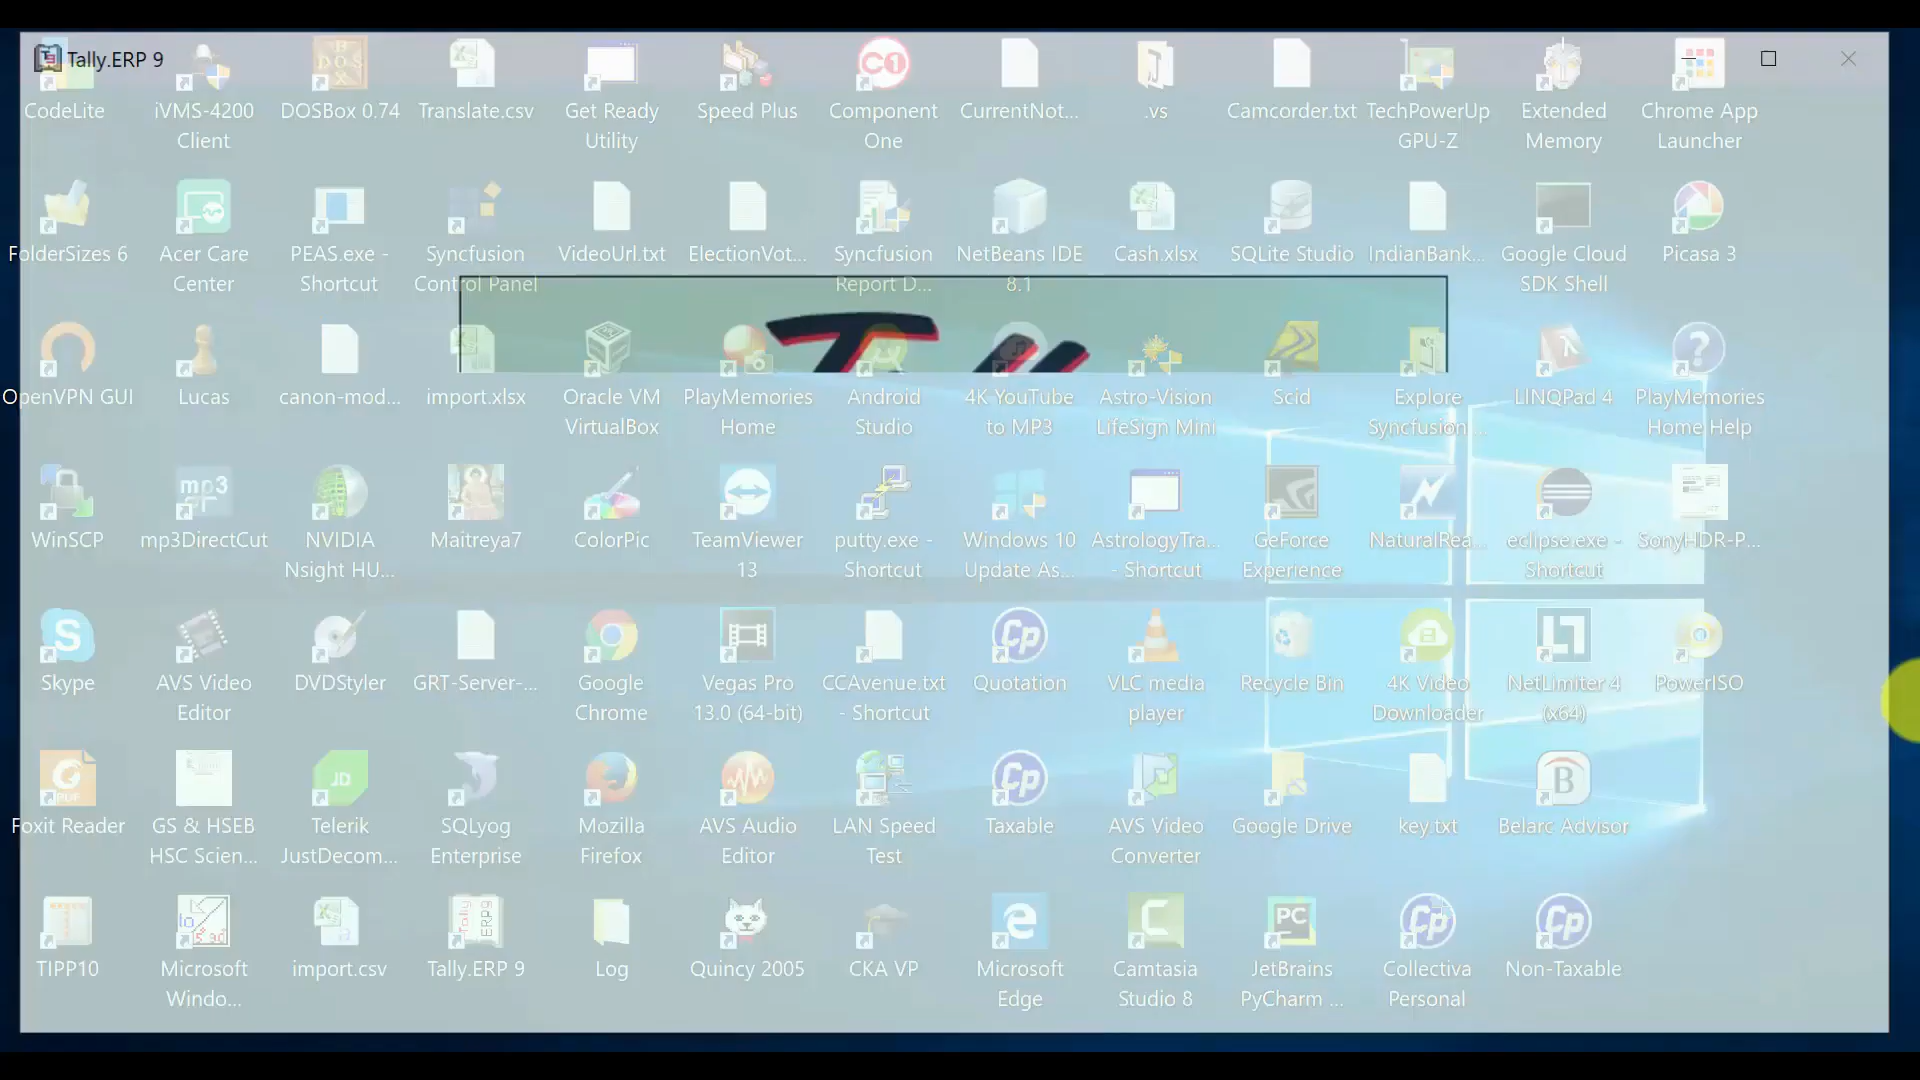 Tally.ERP 9
CodeLite
iVMS-4200
Client
DOSBox 0.74
Translate.csv
Get Ready
Utility
Speed Plus
Component
One
CurrentNot...
.vs
Camcorder.txt
TechPowerUp
GPU-Z
Extended
Memory
Chrome App
Launcher
FolderSizes 6
Acer Care
Center
PEAS.exe -
Shortcut
Syncfusion
Control Panel
VideoUrl.txt
ElectionVot...
Syncfusion
Report D...
NetBeans IDE
8.1
Cash.xlsx
SQLite Studio
IndianBank...
Google Cloud
SDK Shell
Picasa 3
OpenVPN GUI
Lucas
canon-mod...
import.xlsx
Oracle VM
VirtualBox
PlayMemories
Home
Android
Studio
4K YouTube
to MP3
Astro-Vision
LifeSign Mini
Scid
Explore
Syncfusion ...
LINQPad 4
PlayMemories
Home Help
WinSCP
mp3
mp3DirectCut
NVIDIA
Nsight HU...
Maitreya7
ColorPic
TeamViewer
13
putty.exe -
Shortcut
Windows 10
Update As...
AstrologyTra...
- Shortcut
GeForce
Experience
NaturalRea...
eclipse.exe -
Shortcut
SonyHDR-P...
Skype
AVS Video
Editor
DVDStyler
GRT-Server-...
Google
Chrome
Vegas Pro
13.0 (64-bit)
CCAvenue.txt
- Shortcut
Cp
Quotation
VLC media
player
Recycle Bin
4K Video
Downloader
NetLimiter 4
(x64)
PowerISO
Foxit Reader
GS & HSEB
HSC Scien...
JD
Telerik
JustDecom...
SQLyog
Enterprise
Mozilla
Firefox
AVS Audio
Editor
LAN Speed
Test
Cp
Taxable
AVS Video
Converter
Google Drive
key.txt
B
Belarc Advisor
TIPP10
Microsoft
Windo...
import.csv
Tally.ERP 9
Log
Quincy 2005
CKA VP
Microsoft
Edge
Camtasia
Studio 8
PC
JetBrains
PyCharm ...
Cp
Collectiva
Personal
Cp
Non-Taxable